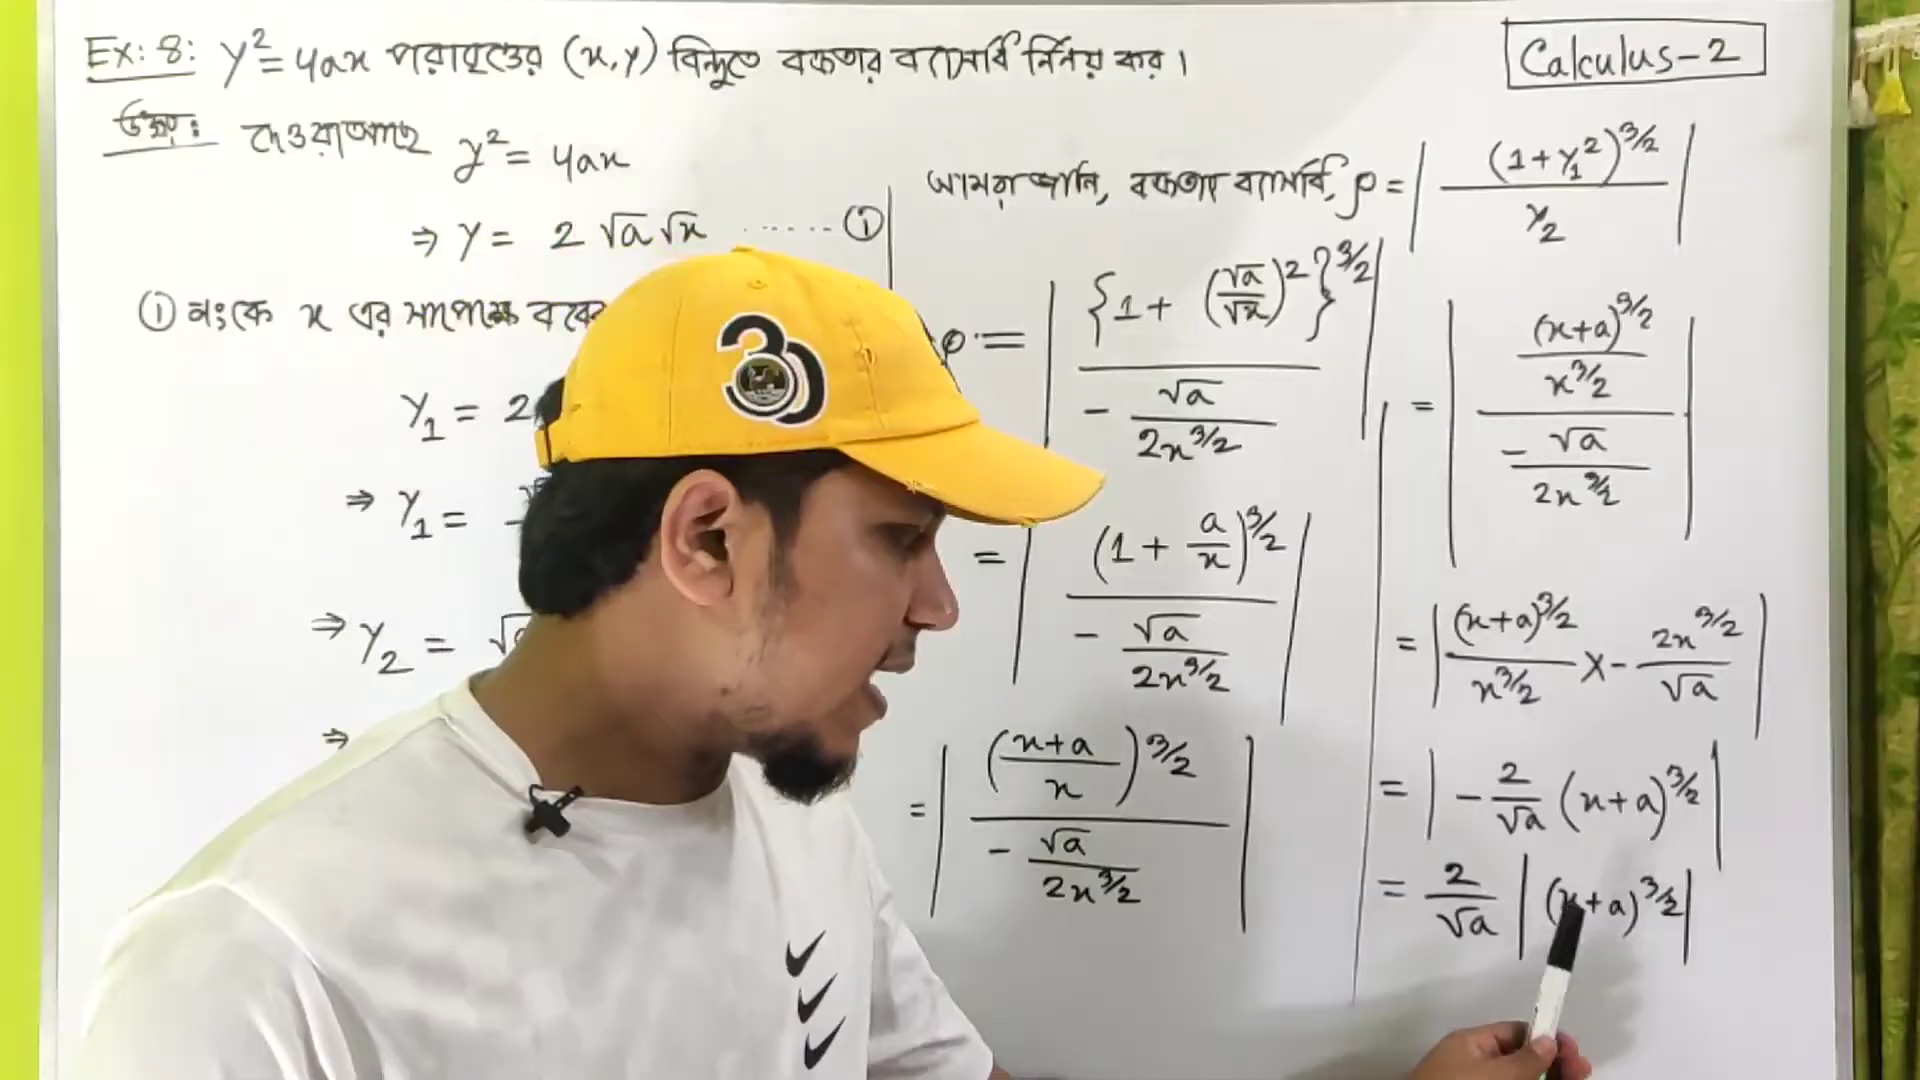 Ex: 8: y² = 4ax পরাবৃত্তের (x,y) বিন্দুতে বক্রতার ব্যাসার্ধ নির্ণয় কর।
Calculus-2
উত্তর: দেওয়া আছে y² = 4ax
⇒ y = 2√a√x ...... ①
① নং কে x এর সাপেক্ষে
y₁ = 2
⇒ y₁ =
⇒ y₂ =
⇒
আমরা জানি, বক্রতার ব্যাসার্ধ, ρ = |(1+y₁²)^3/2 / y₂|
ρ = |{1 + (√a/√x)²}^3/2 / -√a/2x^3/2|
= |(1 + a/x)^3/2 / -√a/2x^3/2|
= |((x+a)/x)^3/2 / -√a/2x^3/2|
= |(x+a)^3/2/x^3/2 / -√a/2x^3/2|
= |(x+a)^3/2/x^3/2 × -2x^3/2/√a|
= |-2/√a (x+a)^3/2|
= 2/√a |(x+a)^3/2|